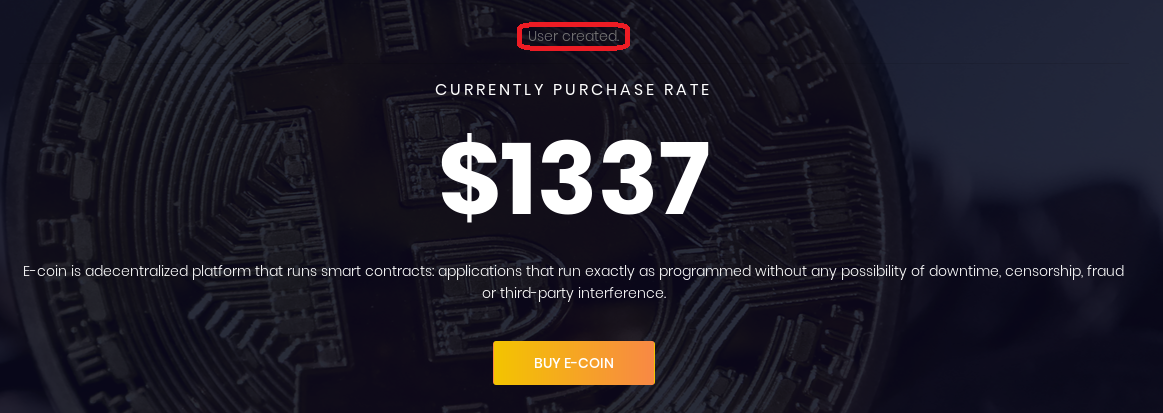 User created.
CURRENTLY PURCHASE RATE
$1337
E-coin is adecentralized platform that runs smart contracts: applications that run exactly as programmed without any possibility of downtime, censorship, fraud
or third-party interference.
BUY E-COIN